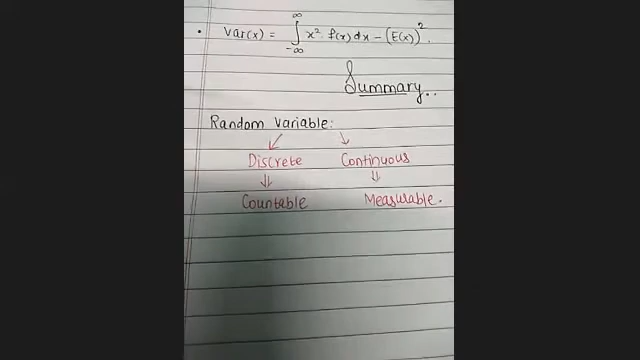 • Var(x) = ∫_{-∞}^{∞} x² f(x) dx - (E(x))².
Summary..
Random Variable:
↙ ↘
Discrete Continuous
⇓ ⇓
Countable Measurable.